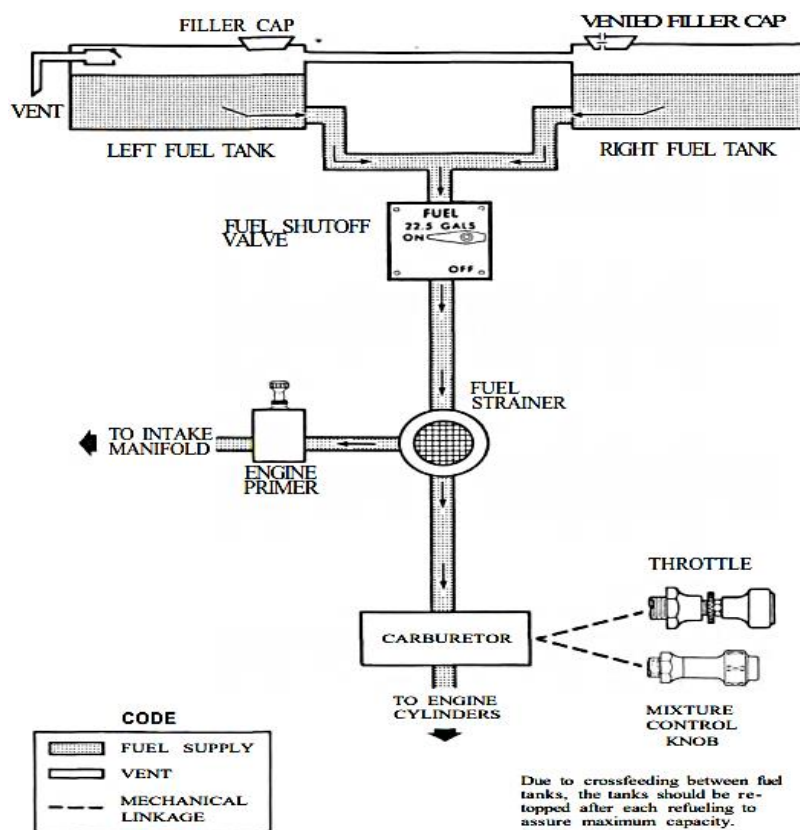 FILLER CAP
VENTED FILLER CAP
VENT
LEFT FUEL TANK
RIGHT FUEL TANK
FUEL SHUTOFF
VALVE
FUEL
22.5 GALS
ON
OFF
FUEL
STRAINER
TO INTAKE
MANIFOLD
ENGINE
PRIMER
THROTTLE
CARBURETOR
TO ENGINE
CYLINDERS
MIXTURE
CONTROL
KNOB
CODE
FUEL SUPPLY
VENT
MECHANICAL
LINKAGE
Due to crossfeeding between fuel
tanks, the tanks should be re-
topped after each refueling to
assure maximum capacity.